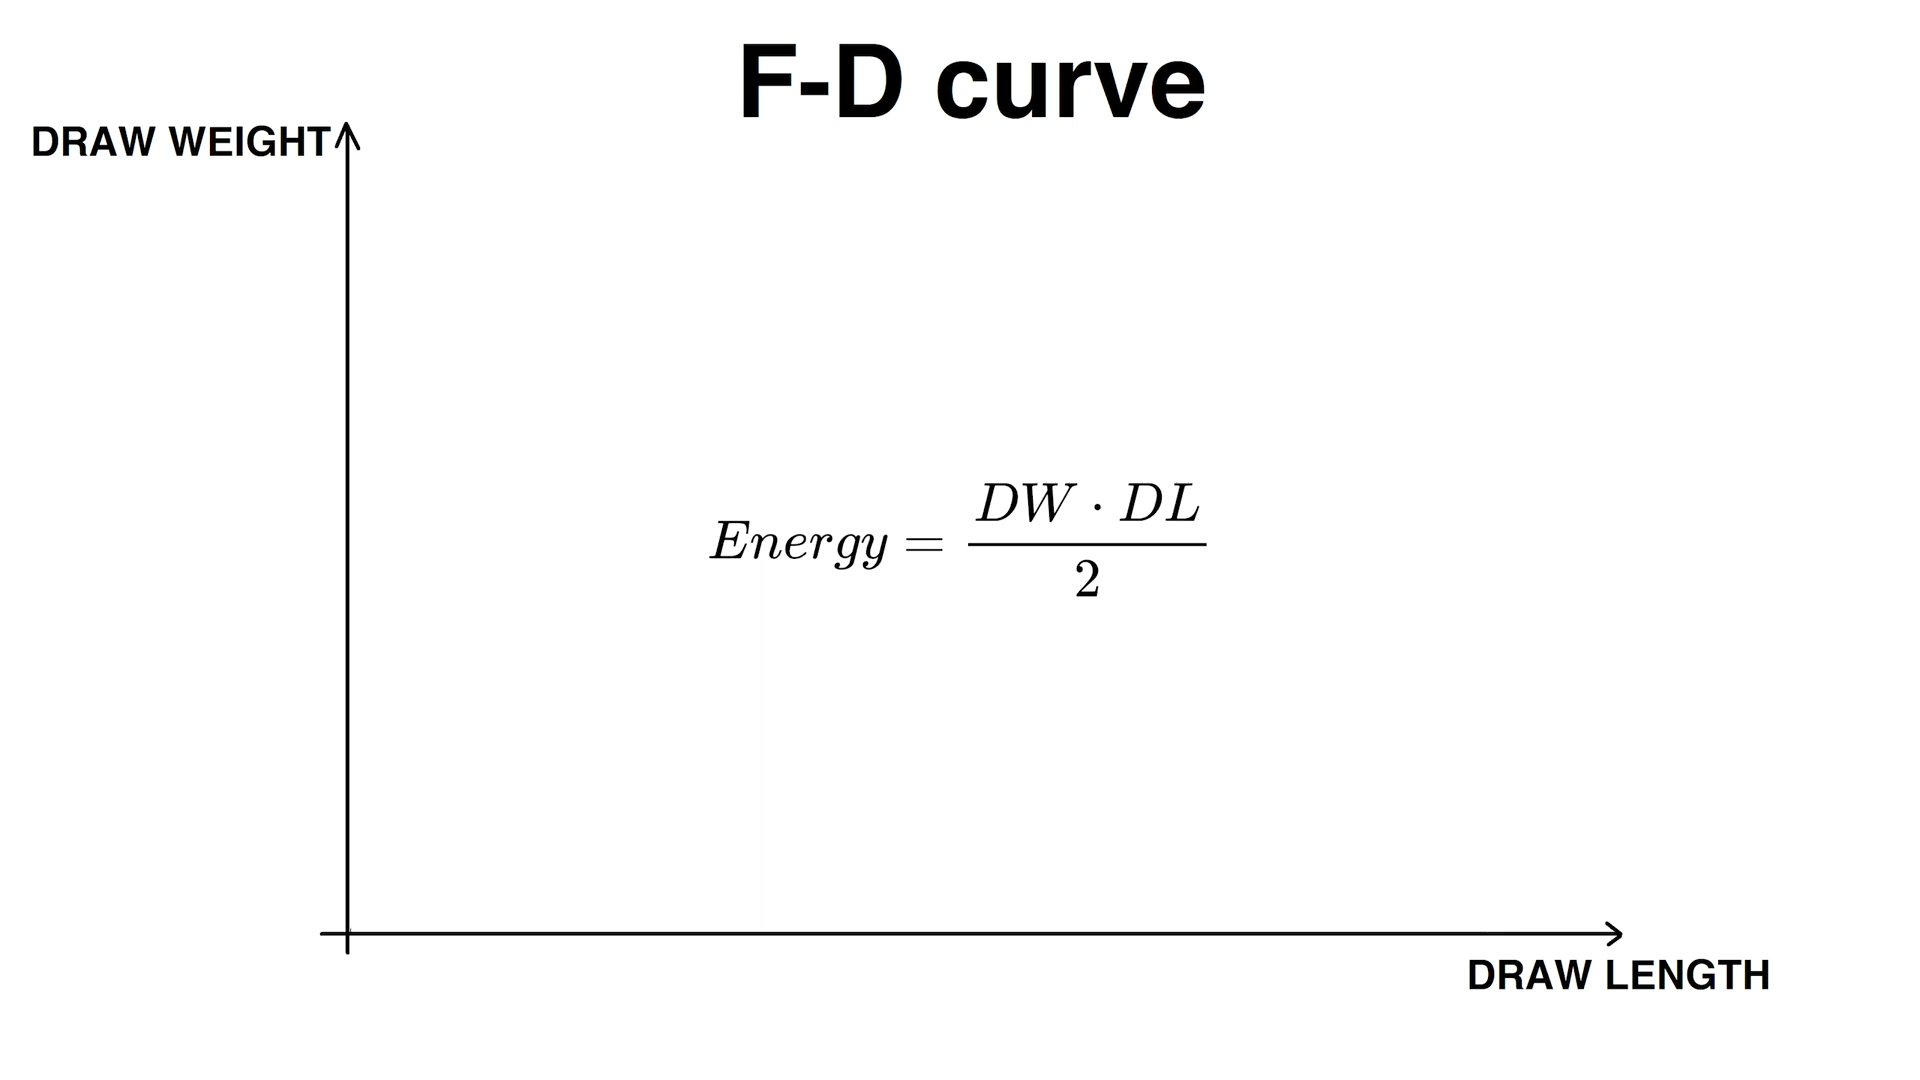 F-D curve
DRAW WEIGHT
Energy = DW · DL / 2
DRAW LENGTH